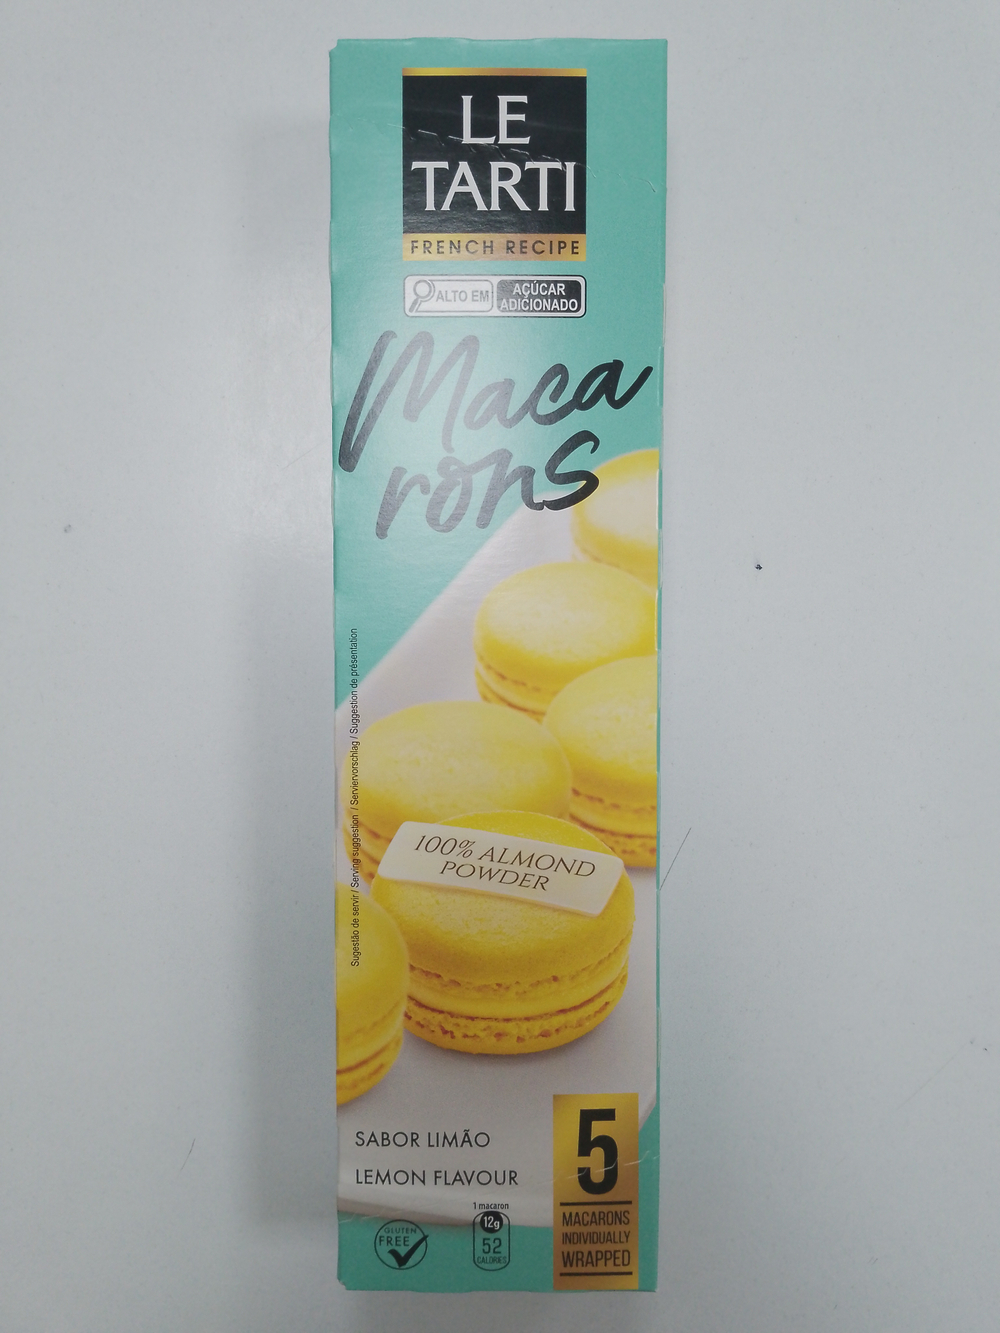 LE
TARTI
FRENCH RECIPE
ALTO EM
AÇÚCAR
ADICIONADO
Maca
rons
Sugestão de servir / Serving suggestion / Serviervorschlag / Suggestion de présentation
100% ALMOND
POWDER
SABOR LIMÃO
LEMON FLAVOUR
GLUTEN
FREE
1 macaron
12g
52
CALORIES
5
MACARONS
INDIVIDUALLY
WRAPPED